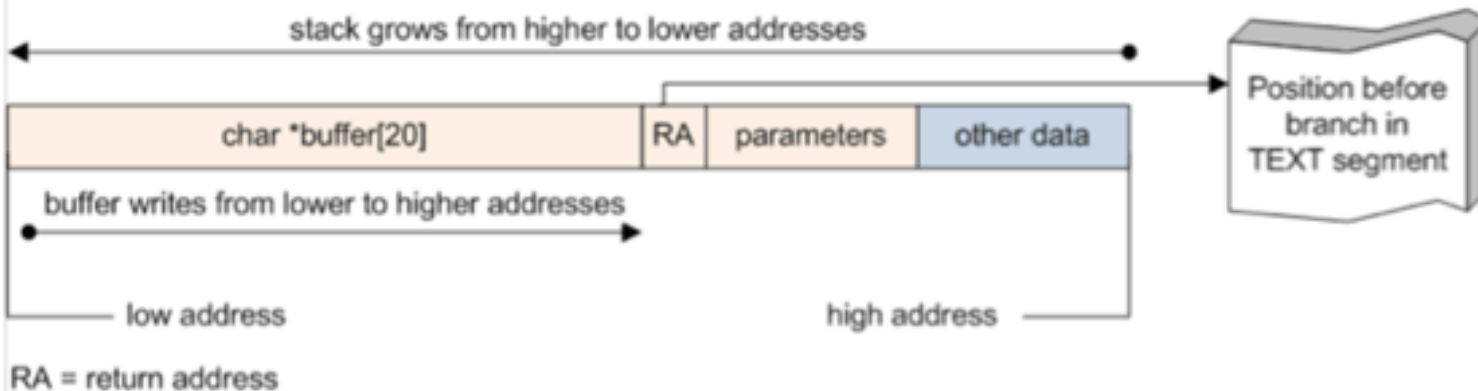 stack grows from higher to lower addresses
Position before
branch in
TEXT segment
char *buffer[20]
RA
parameters
other data
buffer writes from lower to higher addresses
low address
high address
RA = return address